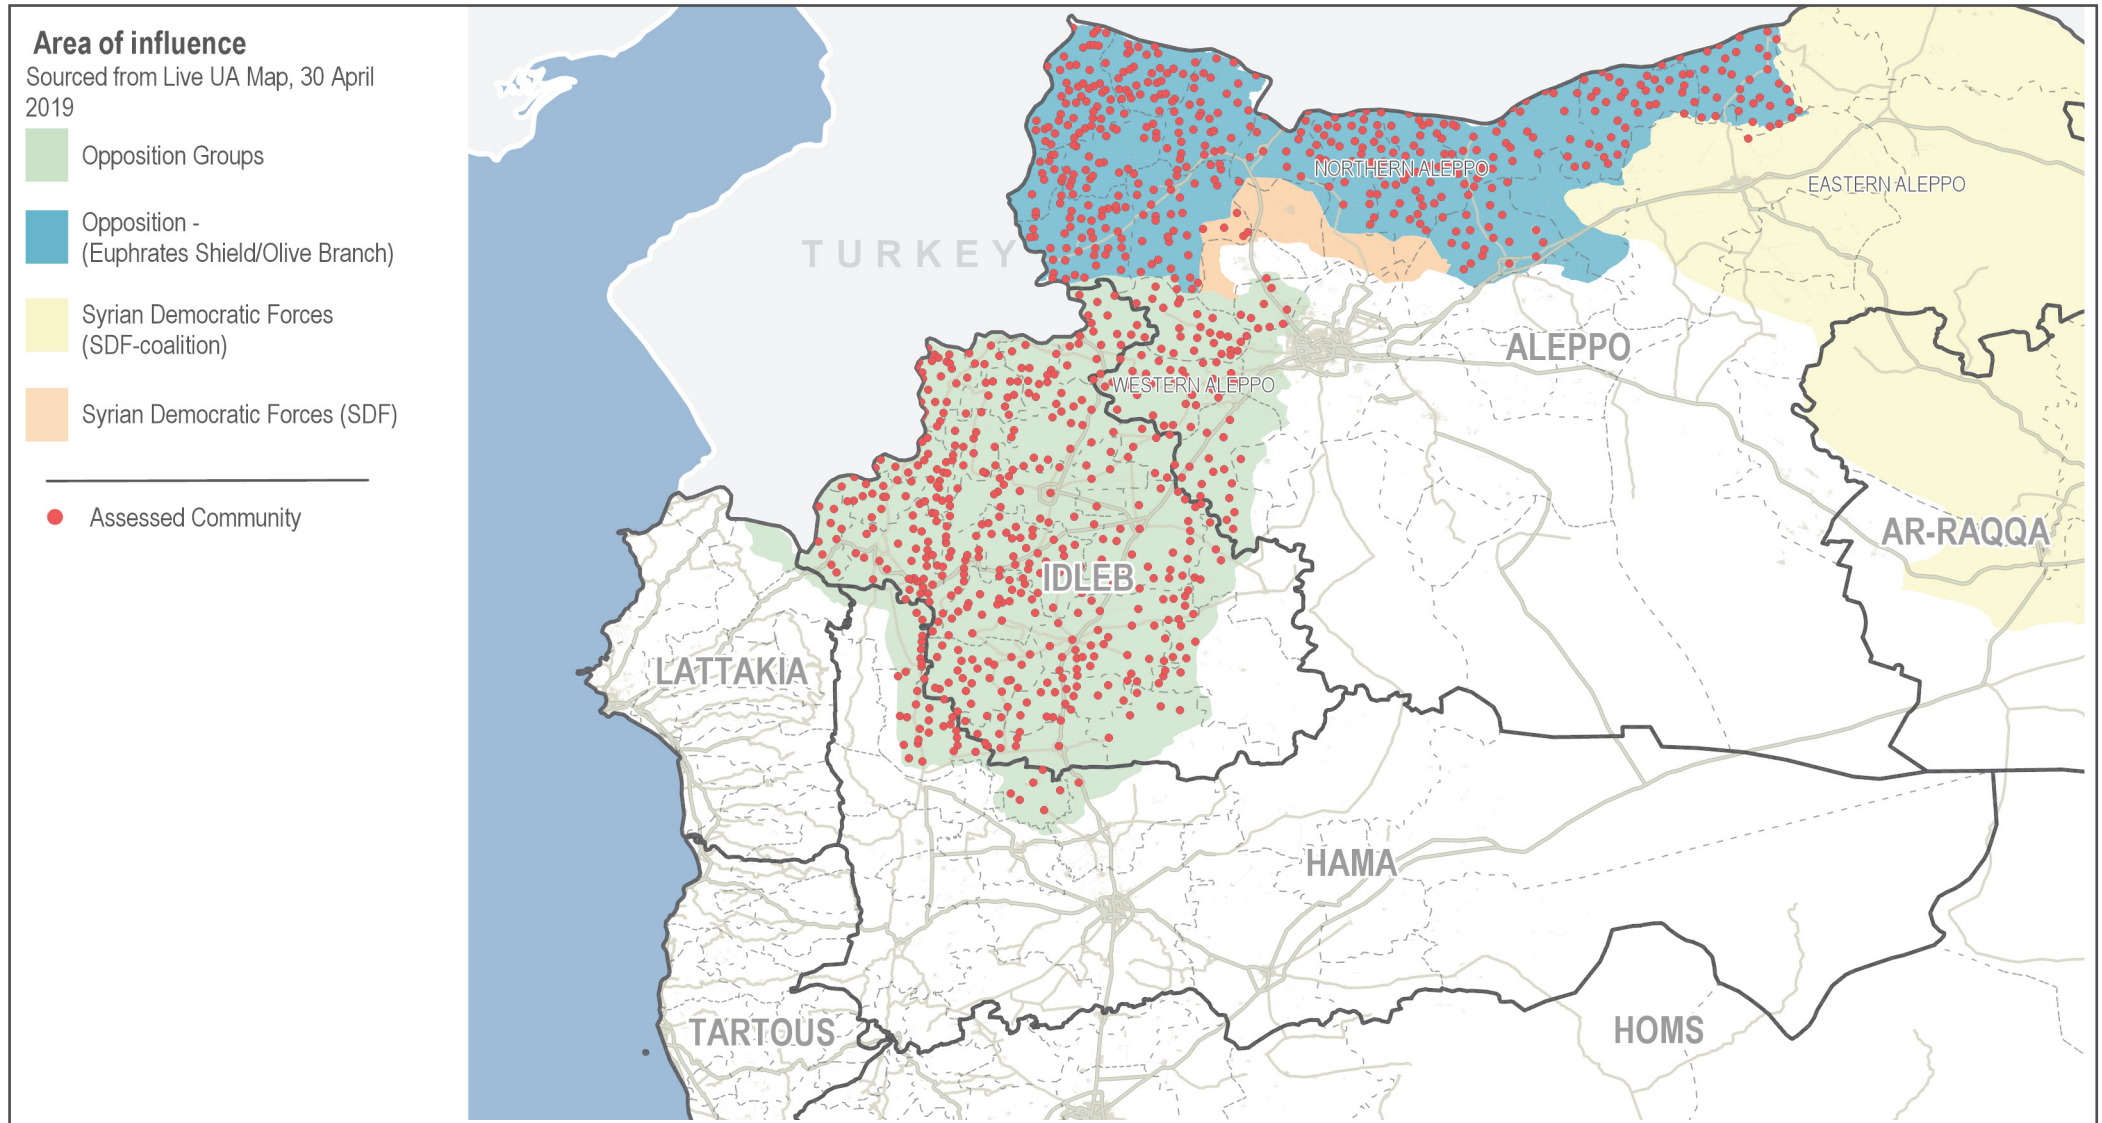 Area of influence
Sourced from Live UA Map, 30 April
2019
Opposition Groups
Opposition -
(Euphrates Shield/Olive Branch)
Syrian Democratic Forces
(SDF-coalition)
Syrian Democratic Forces (SDF)
Assessed Community
TURKEY
NORTHERN ALEPPO
EASTERN ALEPPO
ALEPPO
WESTERN ALEPPO
AR-RAQQA
IDLEB
LATTAKIA
HAMA
TARTOUS
HOMS